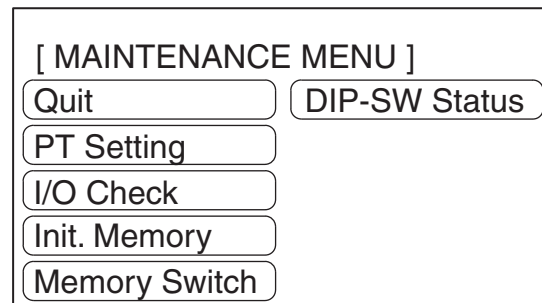 [ MAINTENANCE MENU ]
Quit DIP-SW Status
PT Setting
I/O Check
Init. Memory
Memory Switch